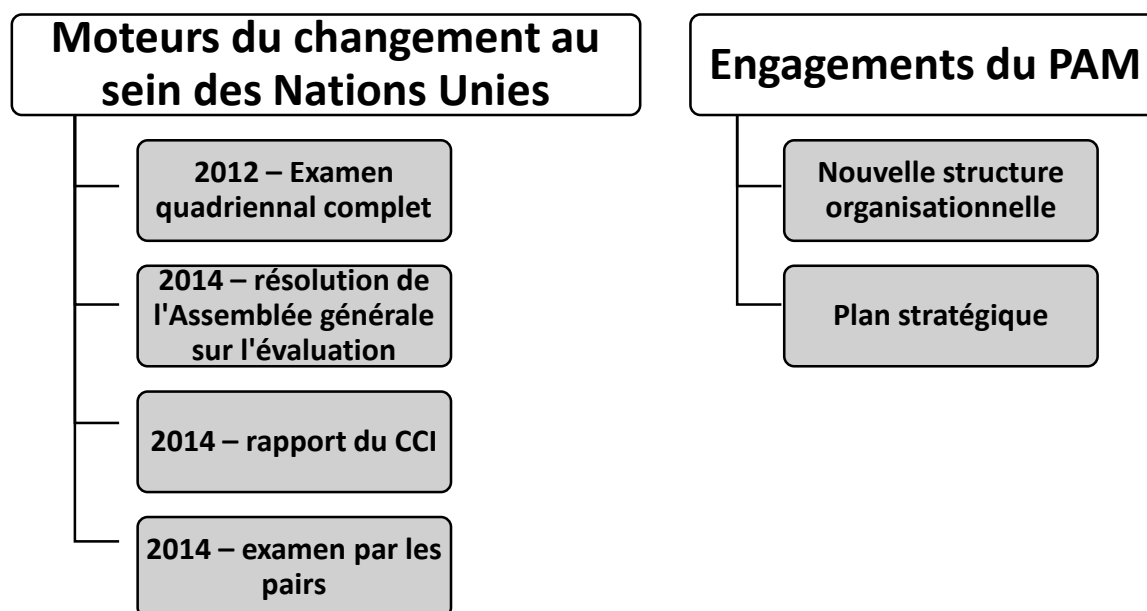 Moteurs du changement au
sein des Nations Unies
2012 – Examen
quadriennal complet
2014 – résolution de
l'Assemblée générale
sur l'évaluation
2014 – rapport du CCI
2014 – examen par les
pairs
Engagements du PAM
Nouvelle structure
organisationnelle
Plan stratégique